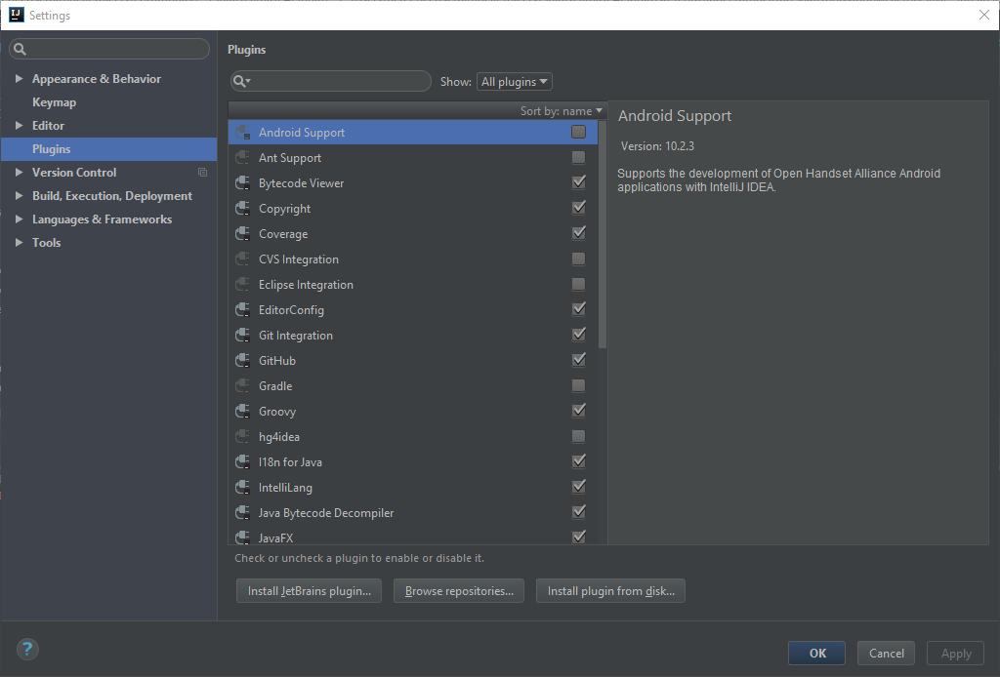 IJ
Settings
Appearance & Behavior
Keymap
Editor
Plugins
Version Control
Build, Execution, Deployment
Languages & Frameworks
Tools
Plugins
Show: All plugins
Sort by: name
Android Support
Ant Support
Bytecode Viewer
Copyright
Coverage
CVS Integration
Eclipse Integration
EditorConfig
Git Integration
GitHub
Gradle
Groovy
hg4idea
I18n for Java
IntelliLang
Java Bytecode Decompiler
JavaFX
Android Support
Version: 10.2.3
Supports the development of Open Handset Alliance Android
applications with IntelliJ IDEA.
Check or uncheck a plugin to enable or disable it.
Install JetBrains plugin...
Browse repositories...
Install plugin from disk...
?
OK
Cancel
Apply